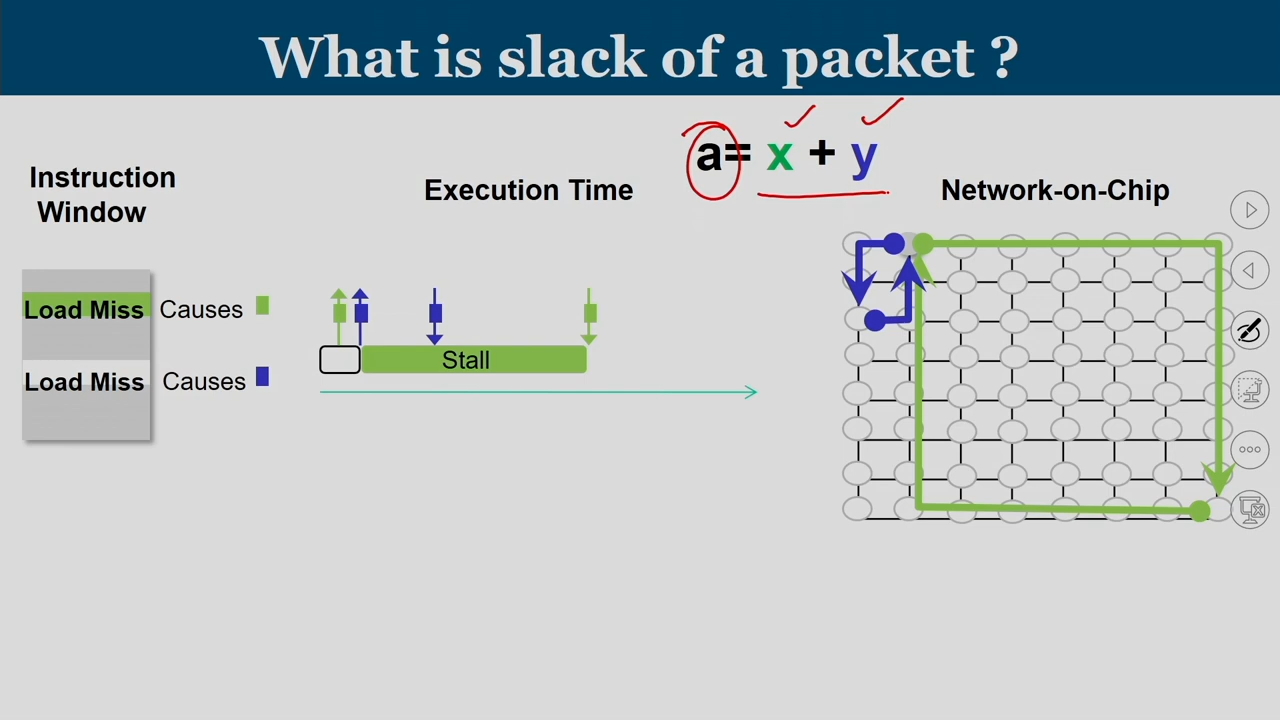 What is slack of a packet ?
a= x + y
Instruction
Window
Execution Time
Network-on-Chip
Load Miss Causes
Stall
Load Miss Causes